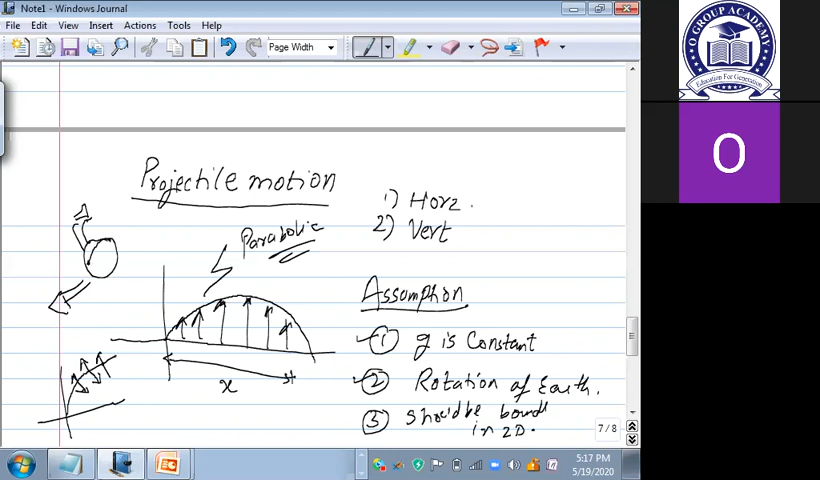 Note1 - Windows Journal
File Edit View Insert Actions Tools Help
Page Width
Projectile motion
1) Horz.
2) Vert
Parabolic
Assumption
1 g is Constant
2 Rotation of Earth.
3 Should be bound
in 2D.
x
7 / 8
5:17 PM
5/19/2020
O GROUP ACADEMY
Education For Generation
O